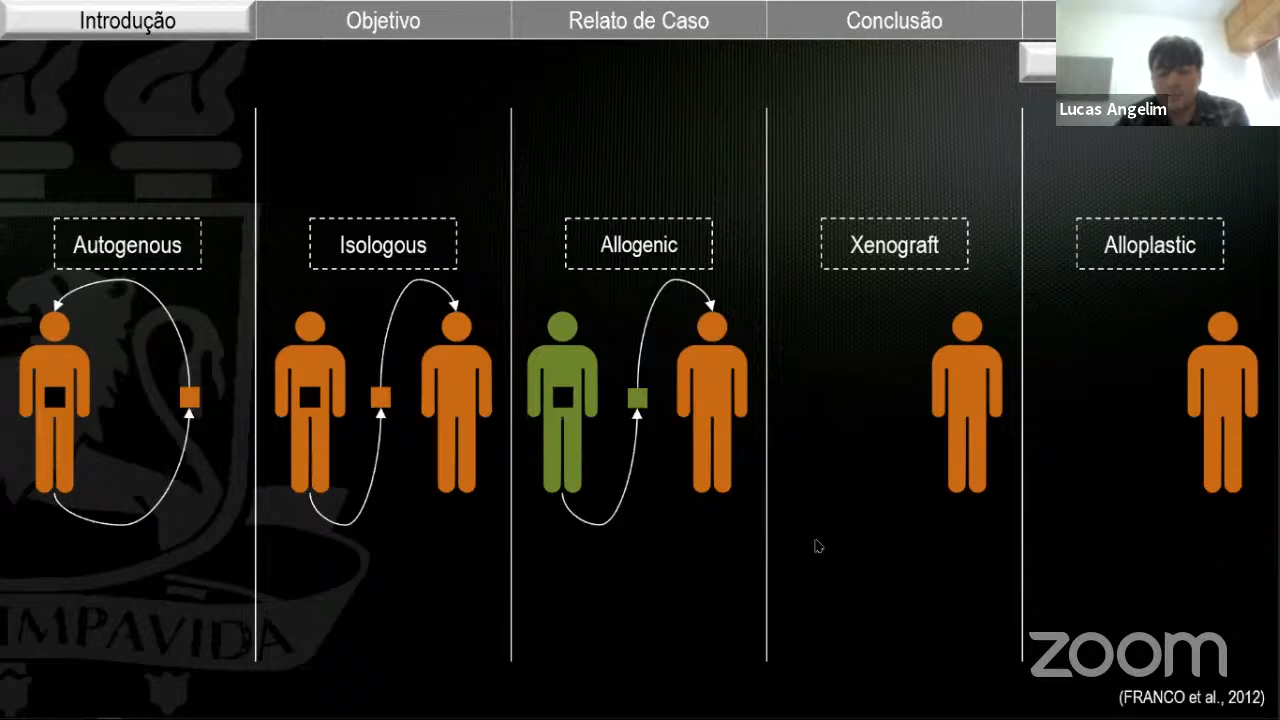 Introdução
Objetivo
Relato de Caso
Conclusão
Lucas Angelim
Autogenous
Isologous
Allogenic
Xenograft
Alloplastic
IMPAVIDA
zoom
(FRANCO et al., 2012)